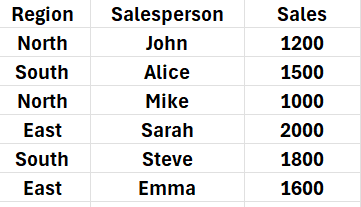 Region Salesperson Sales
North John 1200
South Alice 1500
North Mike 1000
East Sarah 2000
South Steve 1800
East Emma 1600